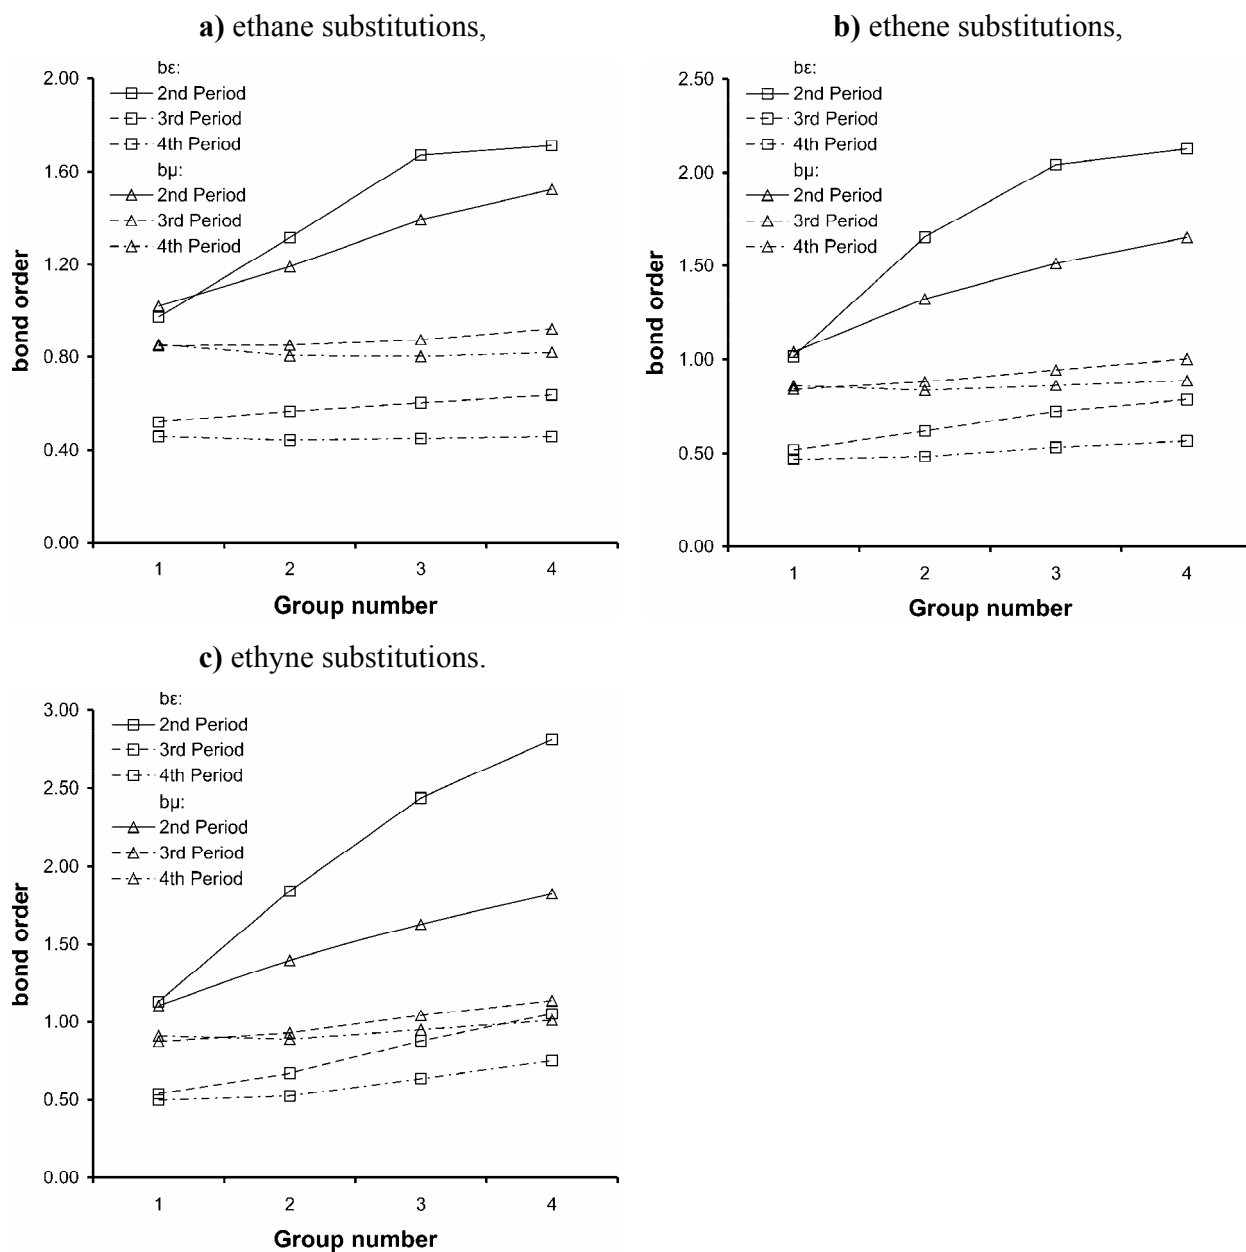 a) ethane substitutions,
bε:
2nd Period
3rd Period
4th Period
bμ:
2nd Period
3rd Period
4th Period
2.00
1.60
1.20
0.80
0.40
0.00
bond order
1 2 3 4
Group number
b) ethene substitutions,
bε:
2nd Period
3rd Period
4th Period
bμ:
2nd Period
3rd Period
4th Period
2.50
2.00
1.50
1.00
0.50
0.00
bond order
1 2 3 4
Group number
c) ethyne substitutions.
bε:
2nd Period
3rd Period
4th Period
bμ:
2nd Period
3rd Period
4th Period
3.00
2.50
2.00
1.50
1.00
0.50
0.00
bond order
1 2 3 4
Group number